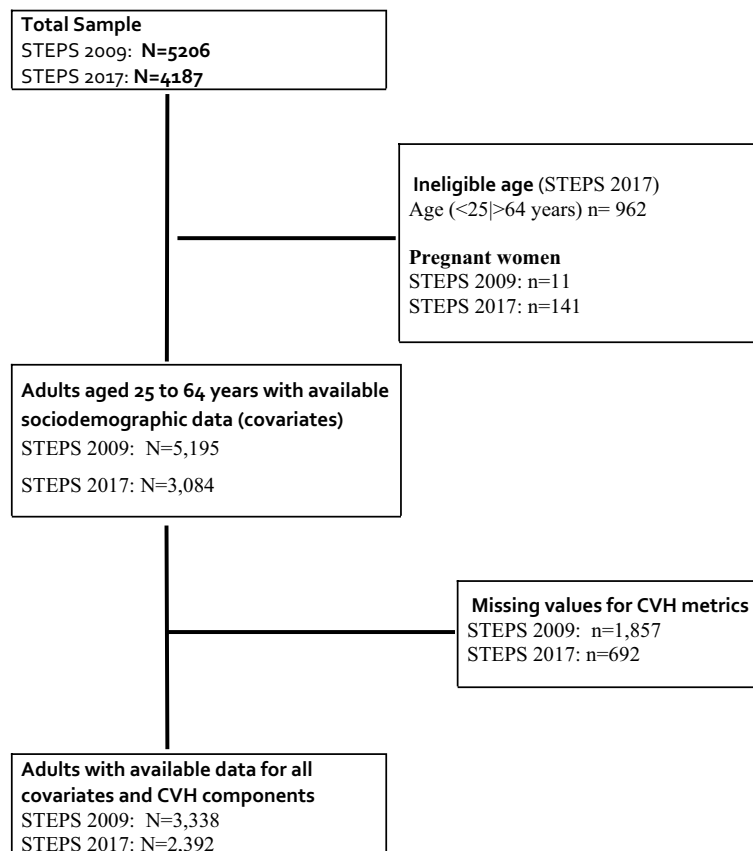 Total Sample
STEPS 2009: N=5206
STEPS 2017: N=4187
Ineligible age (STEPS 2017)
Age (<25|>64 years) n= 962
Pregnant women
STEPS 2009: n=11
STEPS 2017: n=141
Adults aged 25 to 64 years with available
sociodemographic data (covariates)
STEPS 2009: N=5,195
STEPS 2017: N=3,084
Missing values for CVH metrics
STEPS 2009: n=1,857
STEPS 2017: n=692
Adults with available data for all
covariates and CVH components
STEPS 2009: N=3,338
STEPS 2017: N=2,392